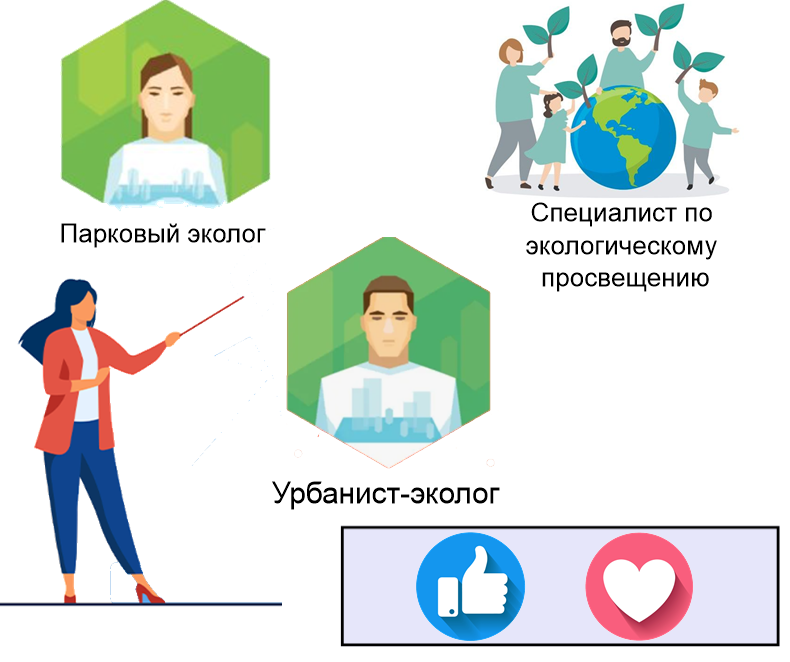 Парковый эколог
Специалист по
экологическому
просвещению
Урбанист-эколог